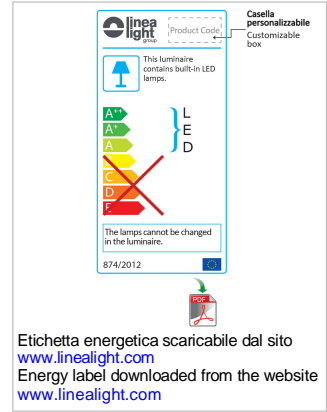 linea
light
group
Product Code
Casella
personalizzabile
Customizable
box
This luminaire
contains built-in LED
lamps.
A++
A+
A
C
D
E
L
E
D
The lamps cannot be changed
in the luminaire.
874/2012
PDF
Etichetta energetica scaricabile dal sito
www.linealight.com
Energy label downloaded from the website
www.linealight.com